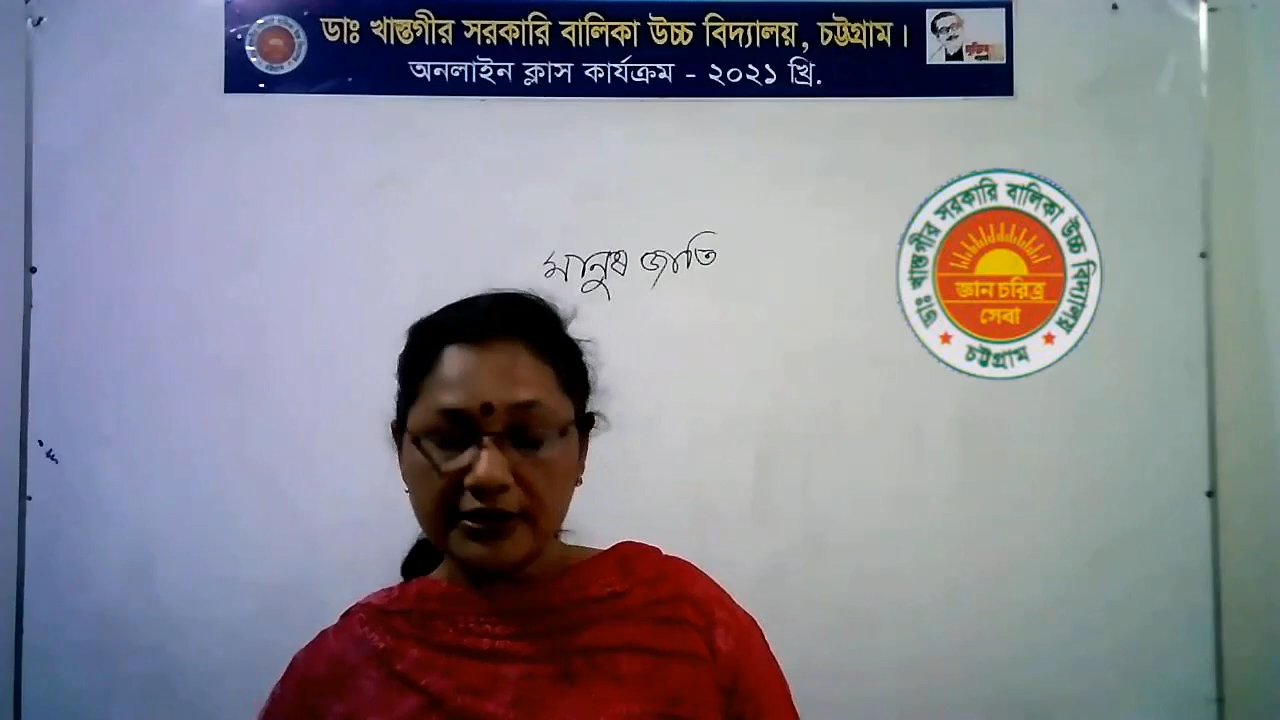 ডাঃ খাস্তগীর সরকারি বালিকা উচ্চ বিদ্যালয়, চট্টগ্রাম।
অনলাইন ক্লাস কার্যক্রম - ২০২১ খ্রি.
মানুষ জাতি
ডাঃ খাস্তগীর সরকারি বালিকা উচ্চ বিদ্যালয়
জ্ঞান চরিত্র
সেবা
চট্টগ্রাম